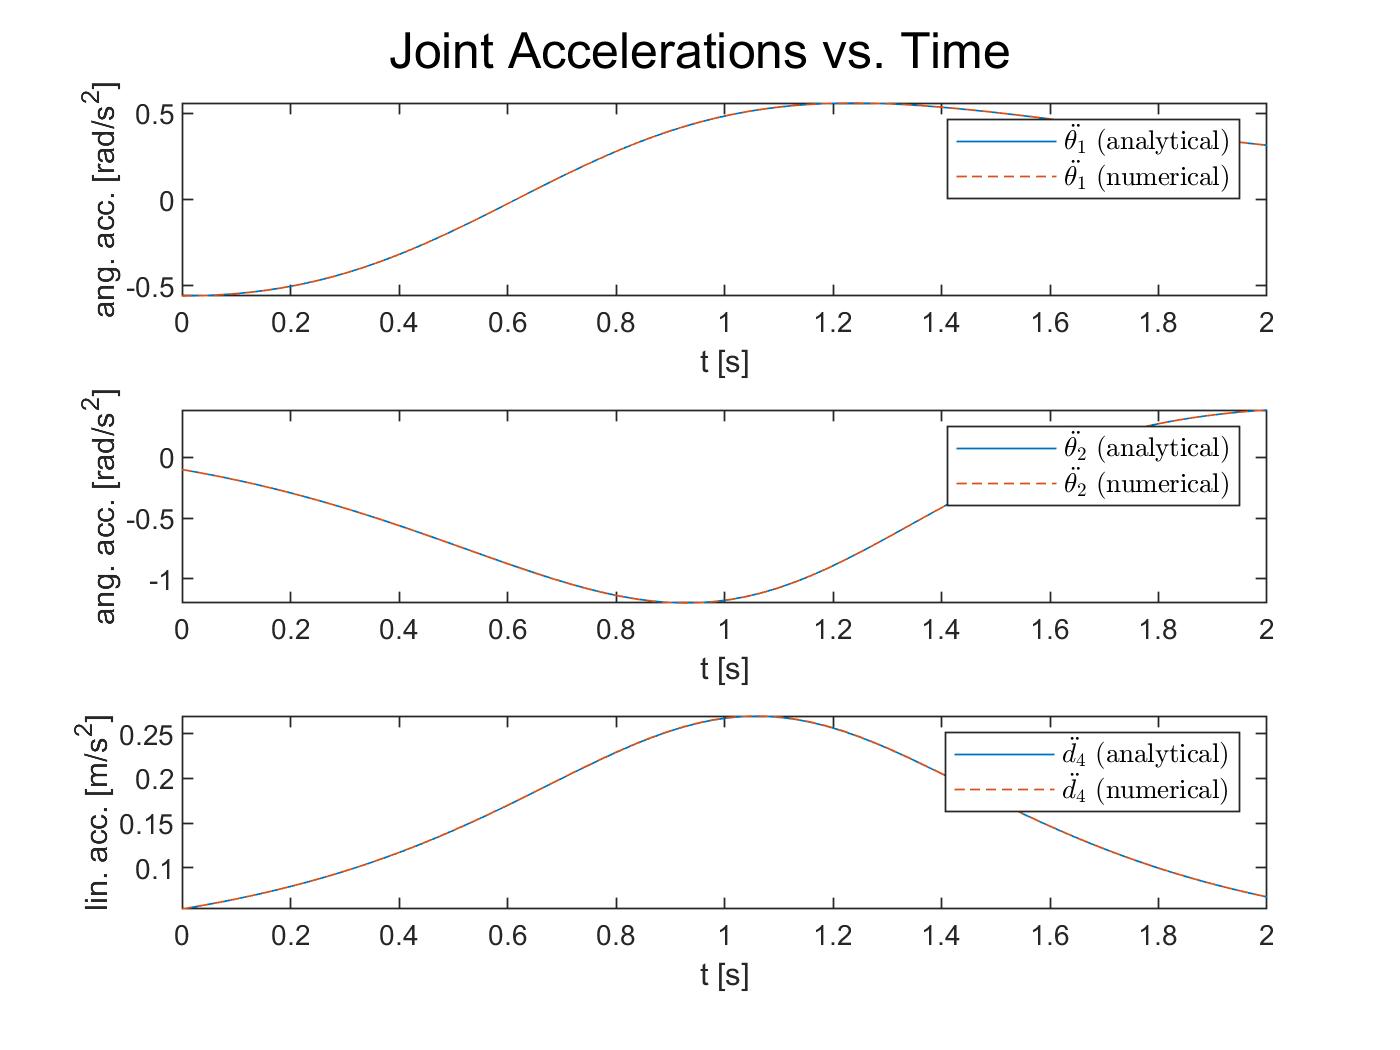 Joint Accelerations vs. Time
ang. acc. [rad/s²]
0.5
0
-0.5
θ̈₁ (analytical)
θ̈₁ (numerical)
0 0.2 0.4 0.6 0.8 1 1.2 1.4 1.6 1.8 2
t [s]
ang. acc. [rad/s²]
0
-0.5
-1
θ̈₂ (analytical)
θ̈₂ (numerical)
0 0.2 0.4 0.6 0.8 1 1.2 1.4 1.6 1.8 2
t [s]
lin. acc. [m/s²]
0.25
0.2
0.15
0.1
d̈₄ (analytical)
d̈₄ (numerical)
0 0.2 0.4 0.6 0.8 1 1.2 1.4 1.6 1.8 2
t [s]